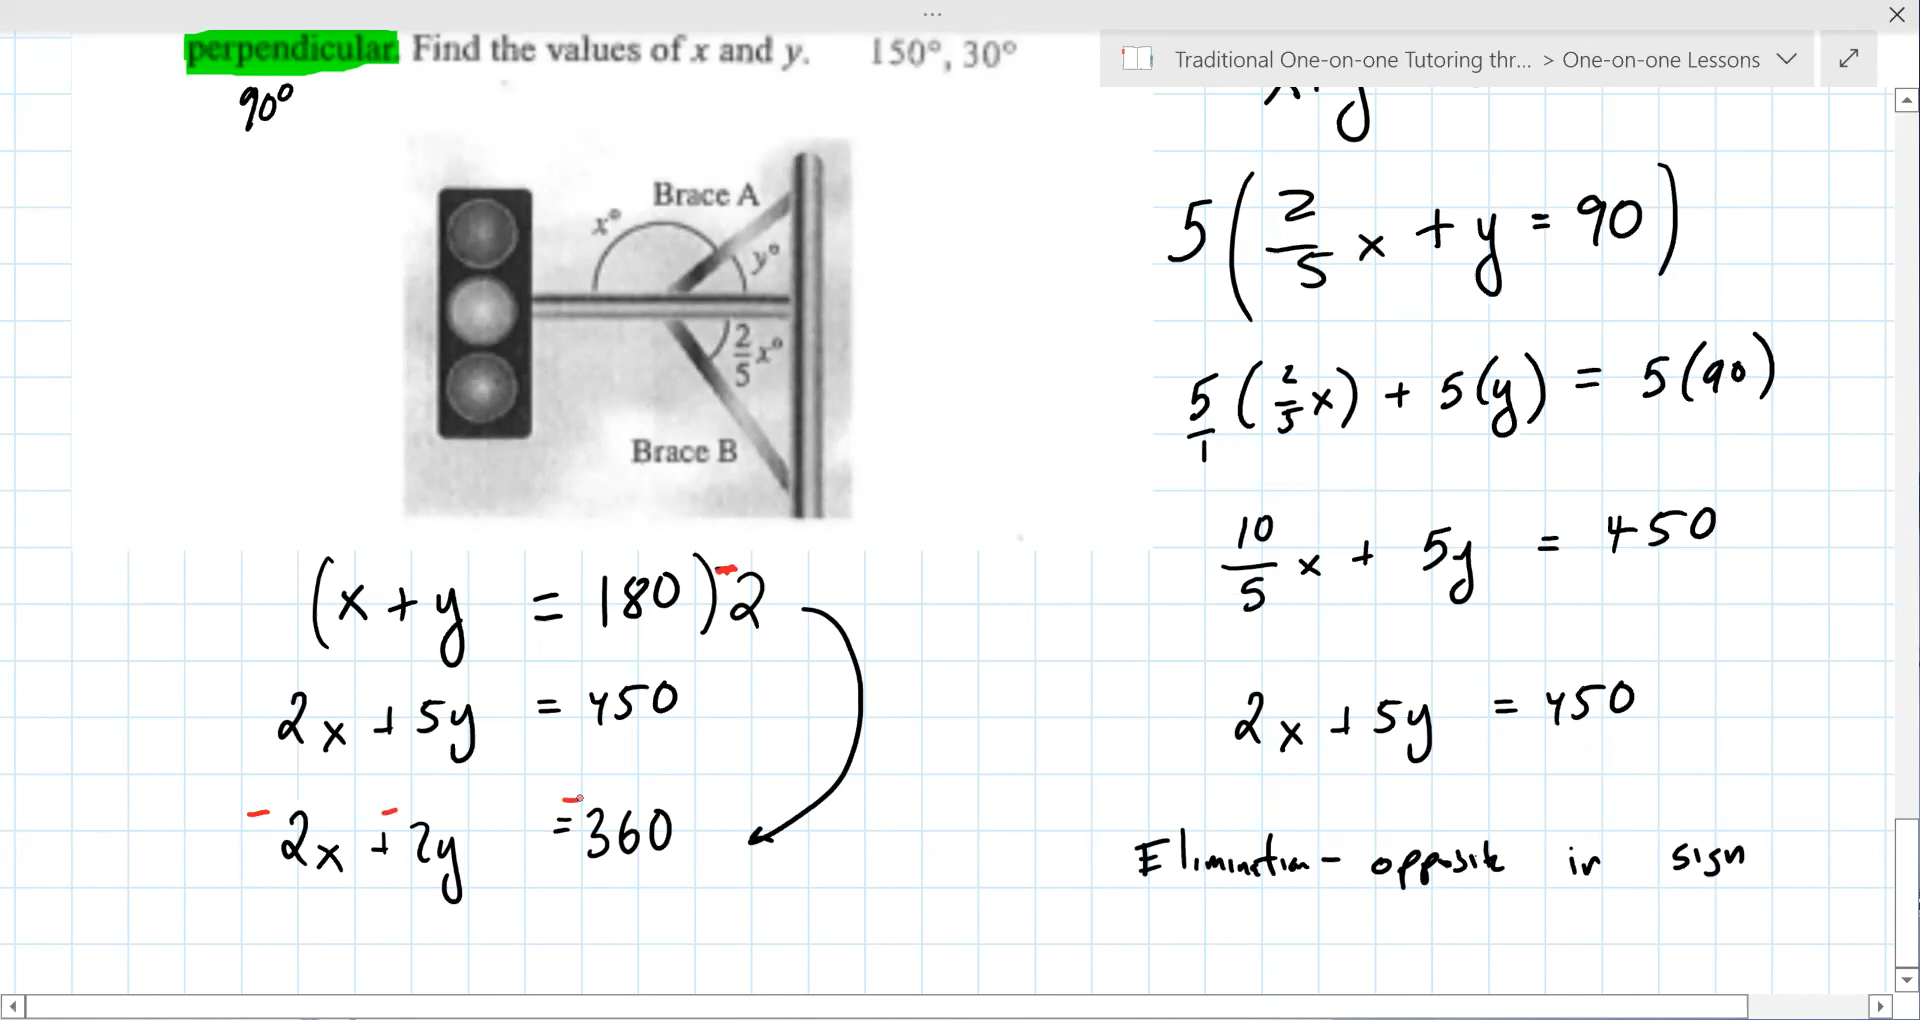 perpendicular. Find the values of x and y. 150°, 30°
90°
Traditional One-on-one Tutoring thr... > One-on-one Lessons
Brace A
x°
y°
2/5 x°
Brace B
x + y
5(2/5 x + y = 90)
5/1 (2/5 x) + 5(y) = 5(90)
10/5 x + 5y = 450
2x + 5y = 450
Elimination - opposite in sign
(x + y = 180) -2
2x + 5y = 450
- 2x - + 2y = - 360